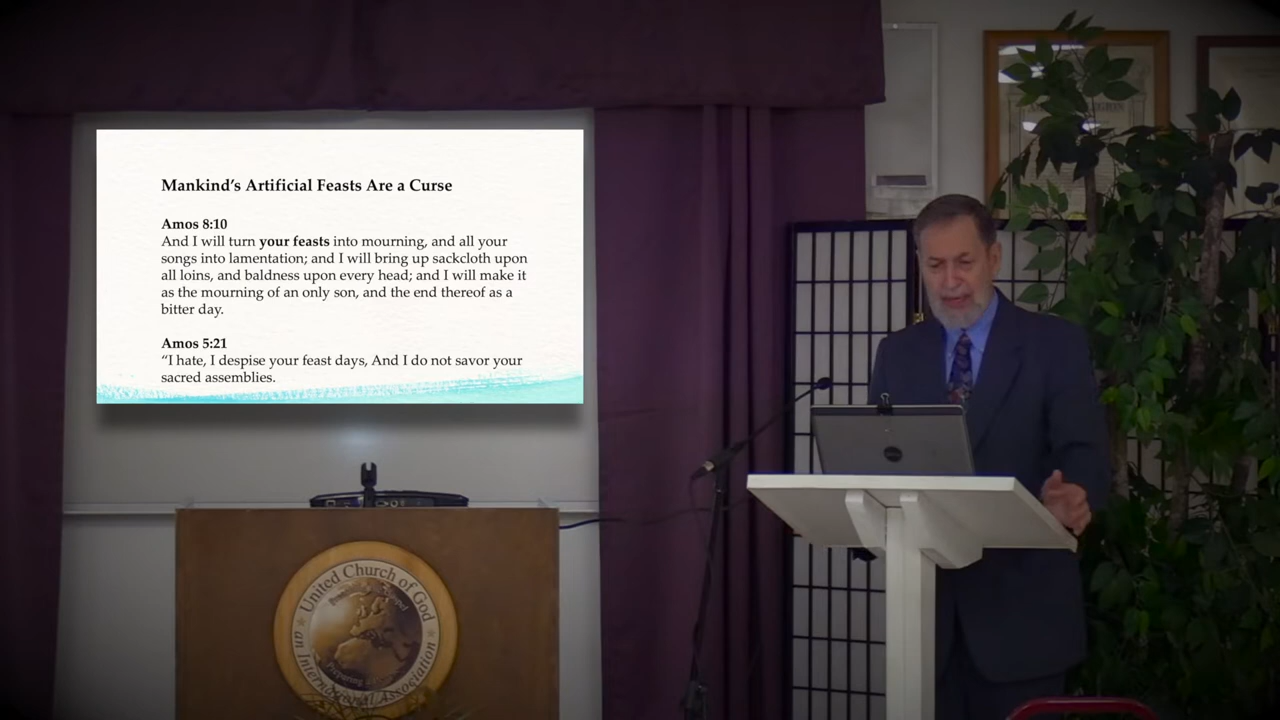 Mankind's Artificial Feasts Are a Curse
Amos 8:10
And I will turn your feasts into mourning, and all your
songs into lamentation; and I will bring up sackcloth upon
all loins, and baldness upon every head; and I will make it
as the mourning of an only son, and the end thereof as a
bitter day.
Amos 5:21
“I hate, I despise your feast days, And I do not savor your
sacred assemblies.
United Church of God
an International Association